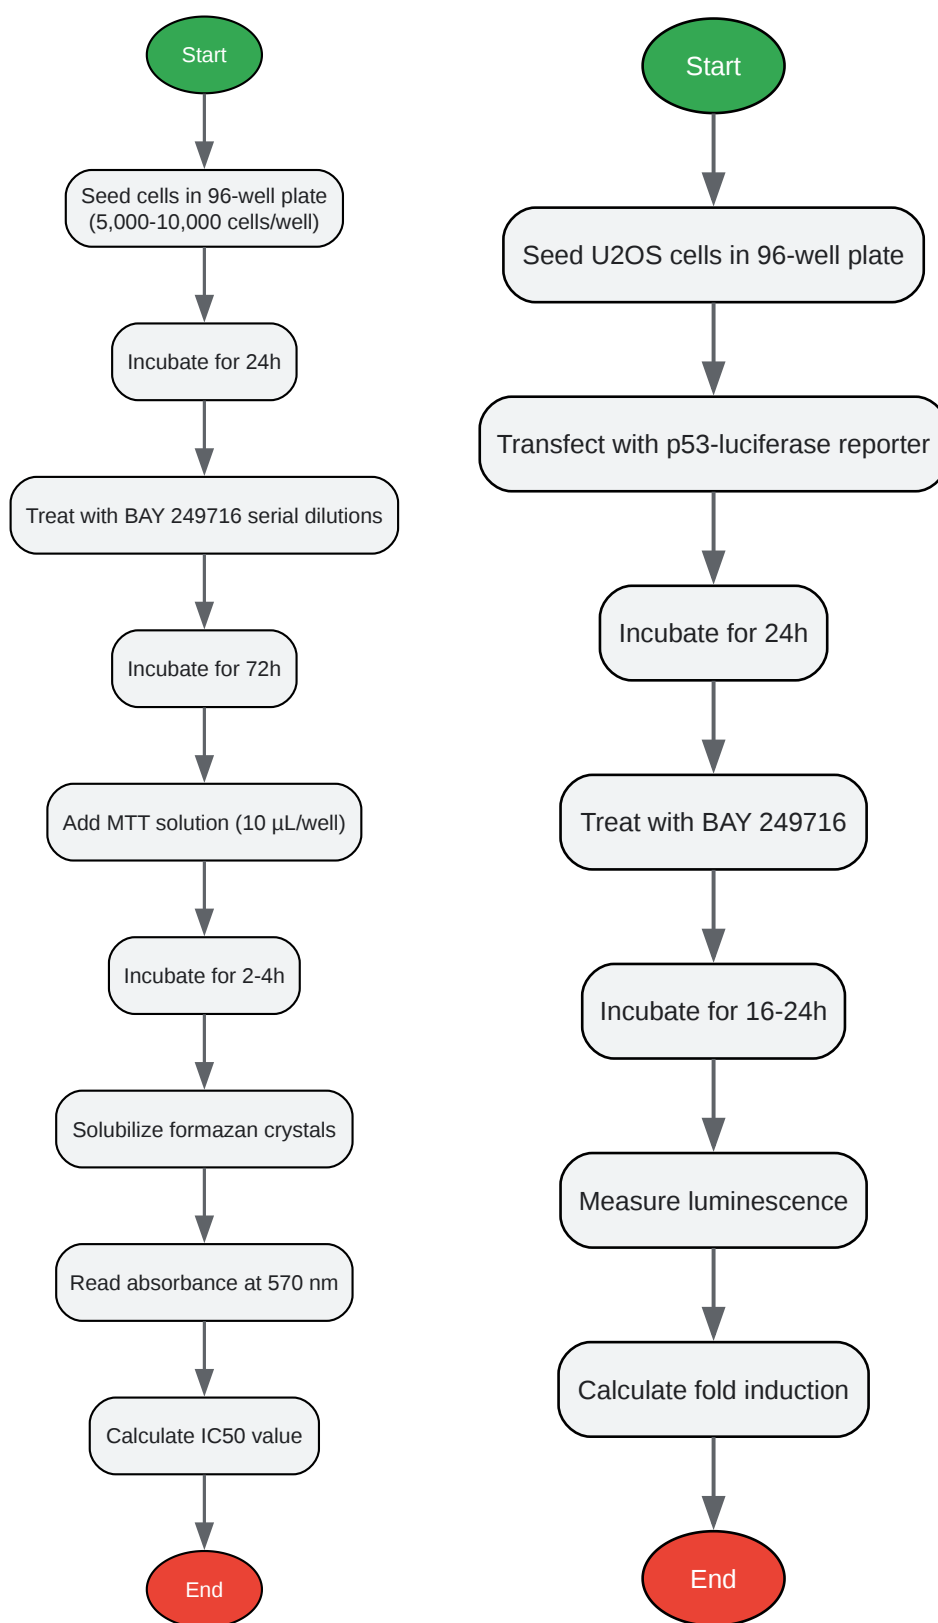 Start
Seed cells in 96-well plate
(5,000-10,000 cells/well)
Incubate for 24h
Treat with BAY 249716 serial dilutions
Incubate for 72h
Add MTT solution (10 µL/well)
Incubate for 2-4h
Solubilize formazan crystals
Read absorbance at 570 nm
Calculate IC50 value
End
Start
Seed U2OS cells in 96-well plate
Transfect with p53-luciferase reporter
Incubate for 24h
Treat with BAY 249716
Incubate for 16-24h
Measure luminescence
Calculate fold induction
End